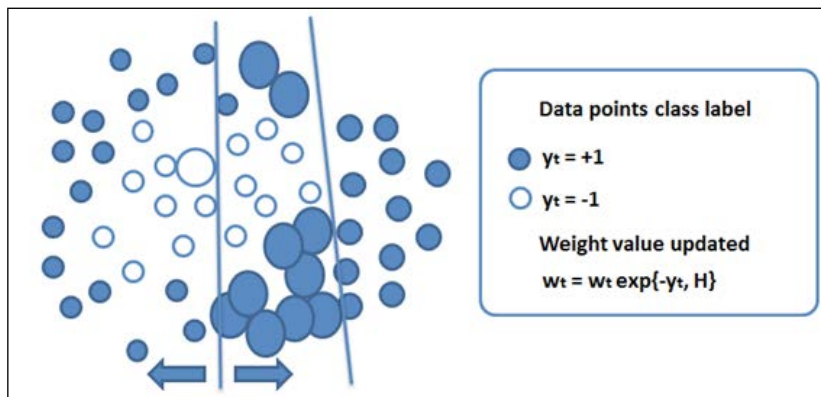 Data points class label
yt = +1
yt = -1
Weight value updated
wt = wt exp{-yt, H}